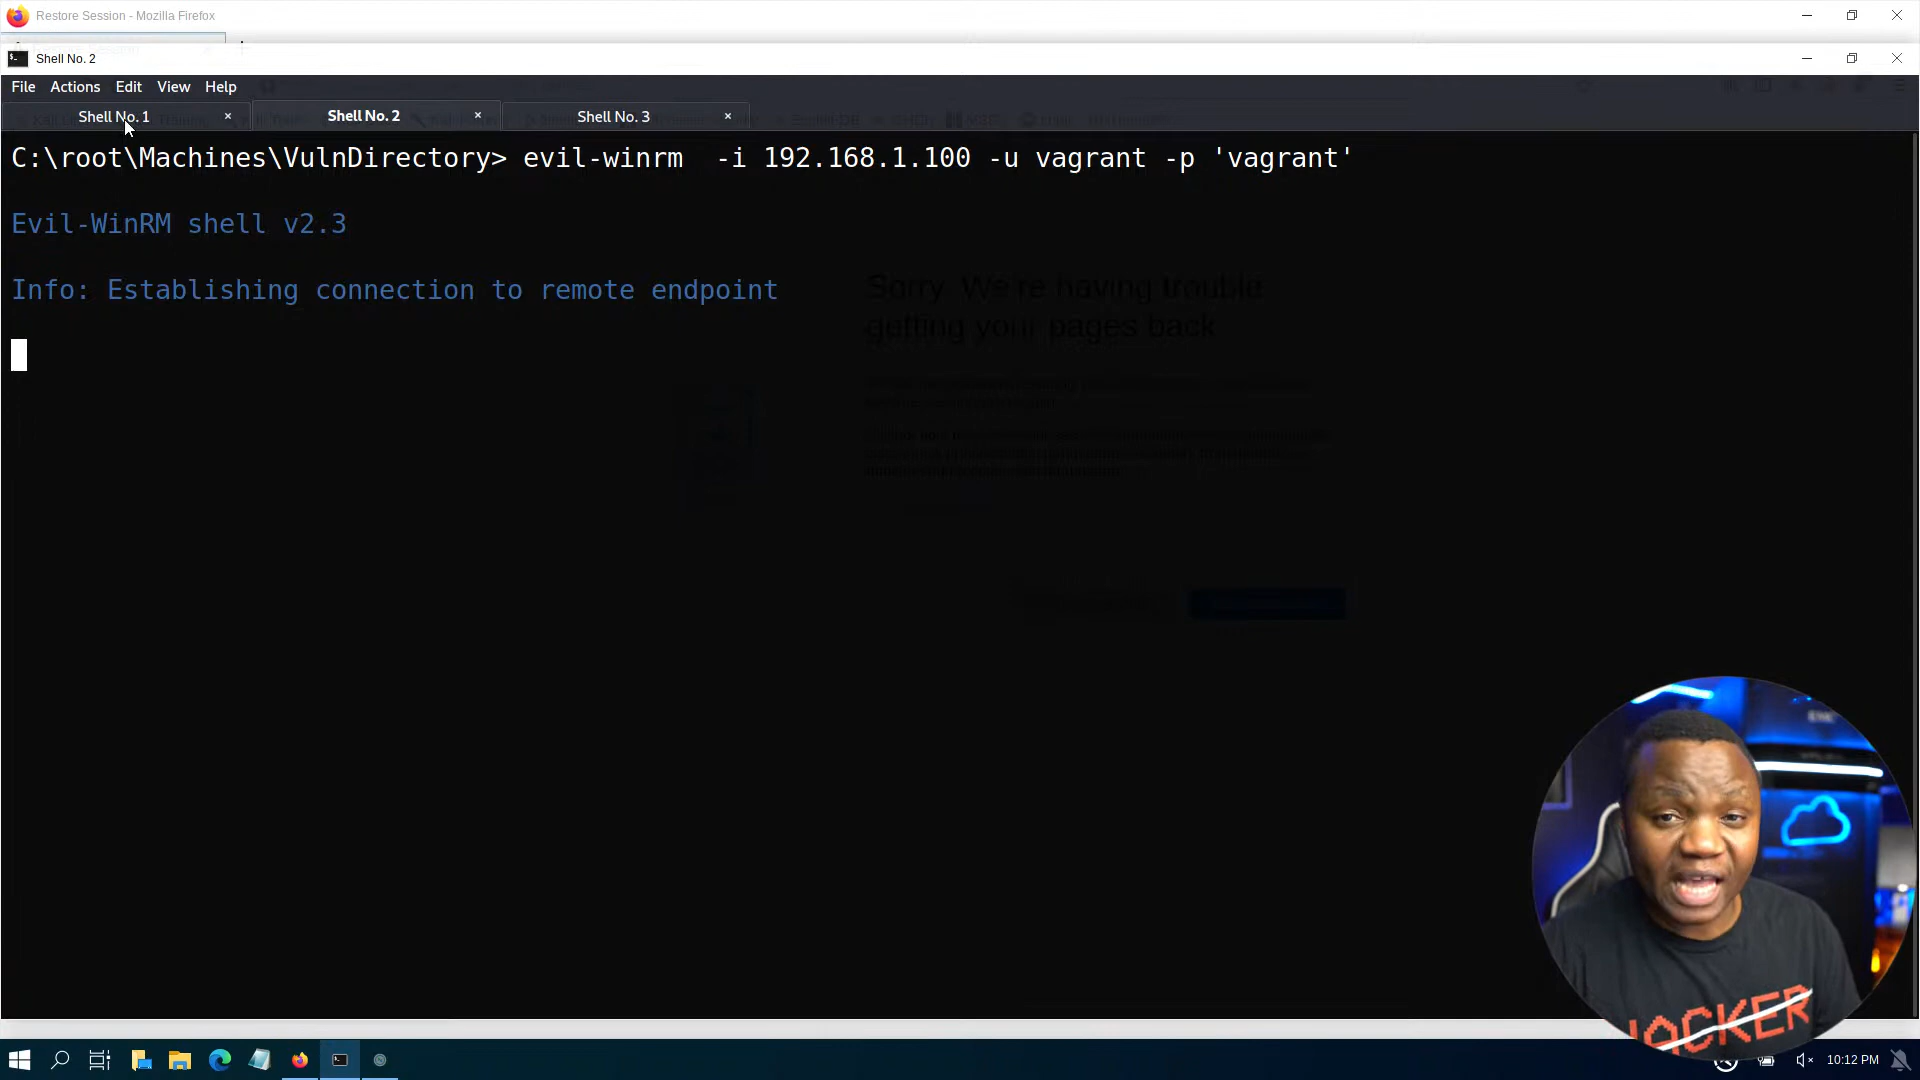 Restore Session - Mozilla Firefox
Shell No. 2
File Actions Edit View Help
Shell No. 1 × Shell No. 2 × Shell No. 3 ×
C:\root\Machines\VulnDirectory> evil-winrm  -i 192.168.1.100 -u vagrant -p 'vagrant'
Evil-WinRM shell v2.3
Info: Establishing connection to remote endpoint
Sorry. We're having trouble
getting your pages back
HACKER
10:12 PM